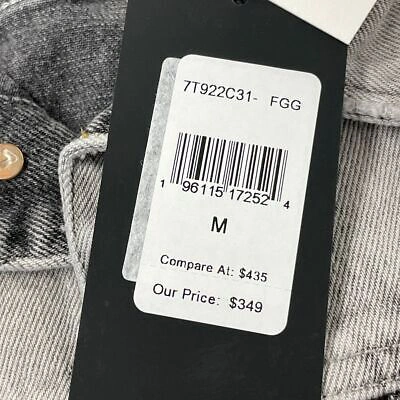 7T922C31- FGG
1 96115 17252 4
M
Compare At: $435
Our Price: $349